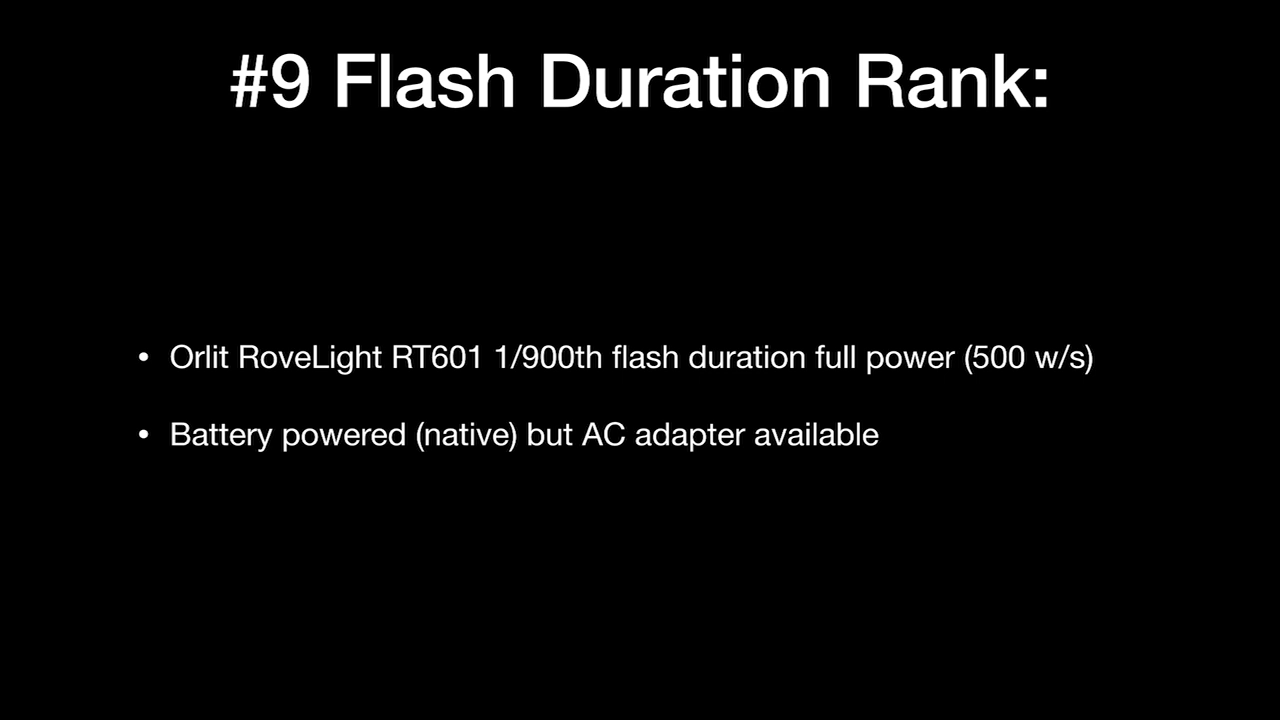 #9 Flash Duration Rank:
• Orlit RoveLight RT601 1/900th flash duration full power (500 w/s)
• Battery powered (native) but AC adapter available